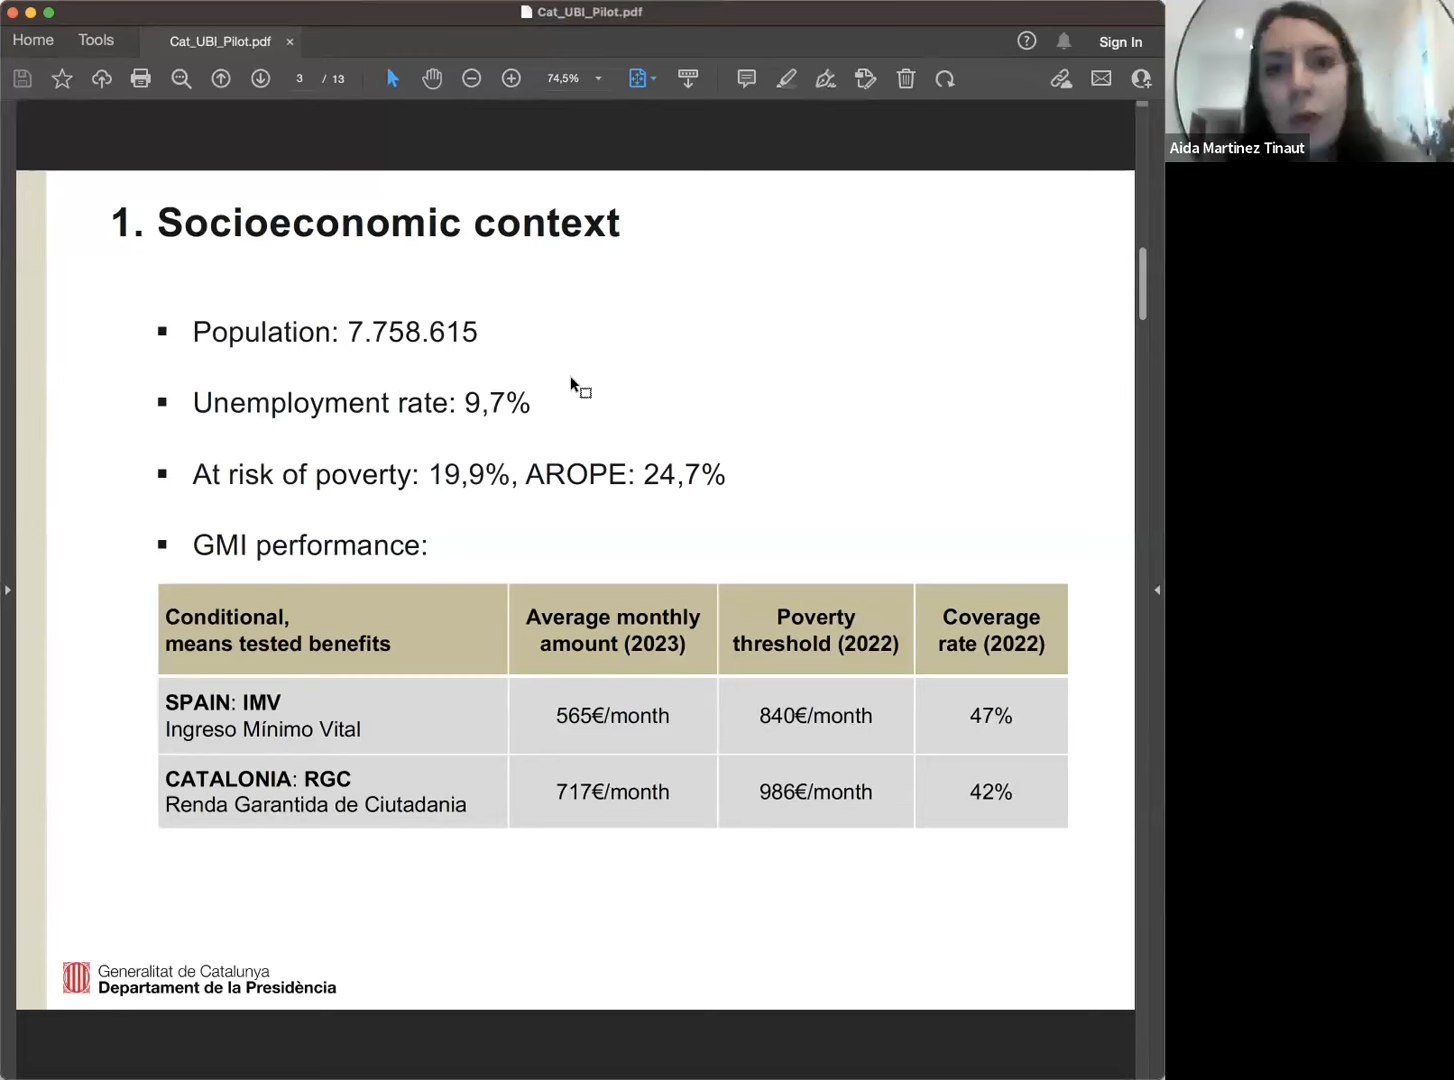 Cat_UBI_Pilot.pdf
Home
Tools
Cat_UBI_Pilot.pdf ×
Sign In
3 / 13
74,5%
Aida Martinez Tinaut
1. Socioeconomic context
▪ Population: 7.758.615
▪ Unemployment rate: 9,7%
▪ At risk of poverty: 19,9%, AROPE: 24,7%
▪ GMI performance:
Conditional,
means tested benefits
Average monthly
amount (2023)
Poverty
threshold (2022)
Coverage
rate (2022)
SPAIN: IMV
Ingreso Mínimo Vital
565€/month
840€/month
47%
CATALONIA: RGC
Renda Garantida de Ciutadania
717€/month
986€/month
42%
Generalitat de Catalunya
Departament de la Presidència